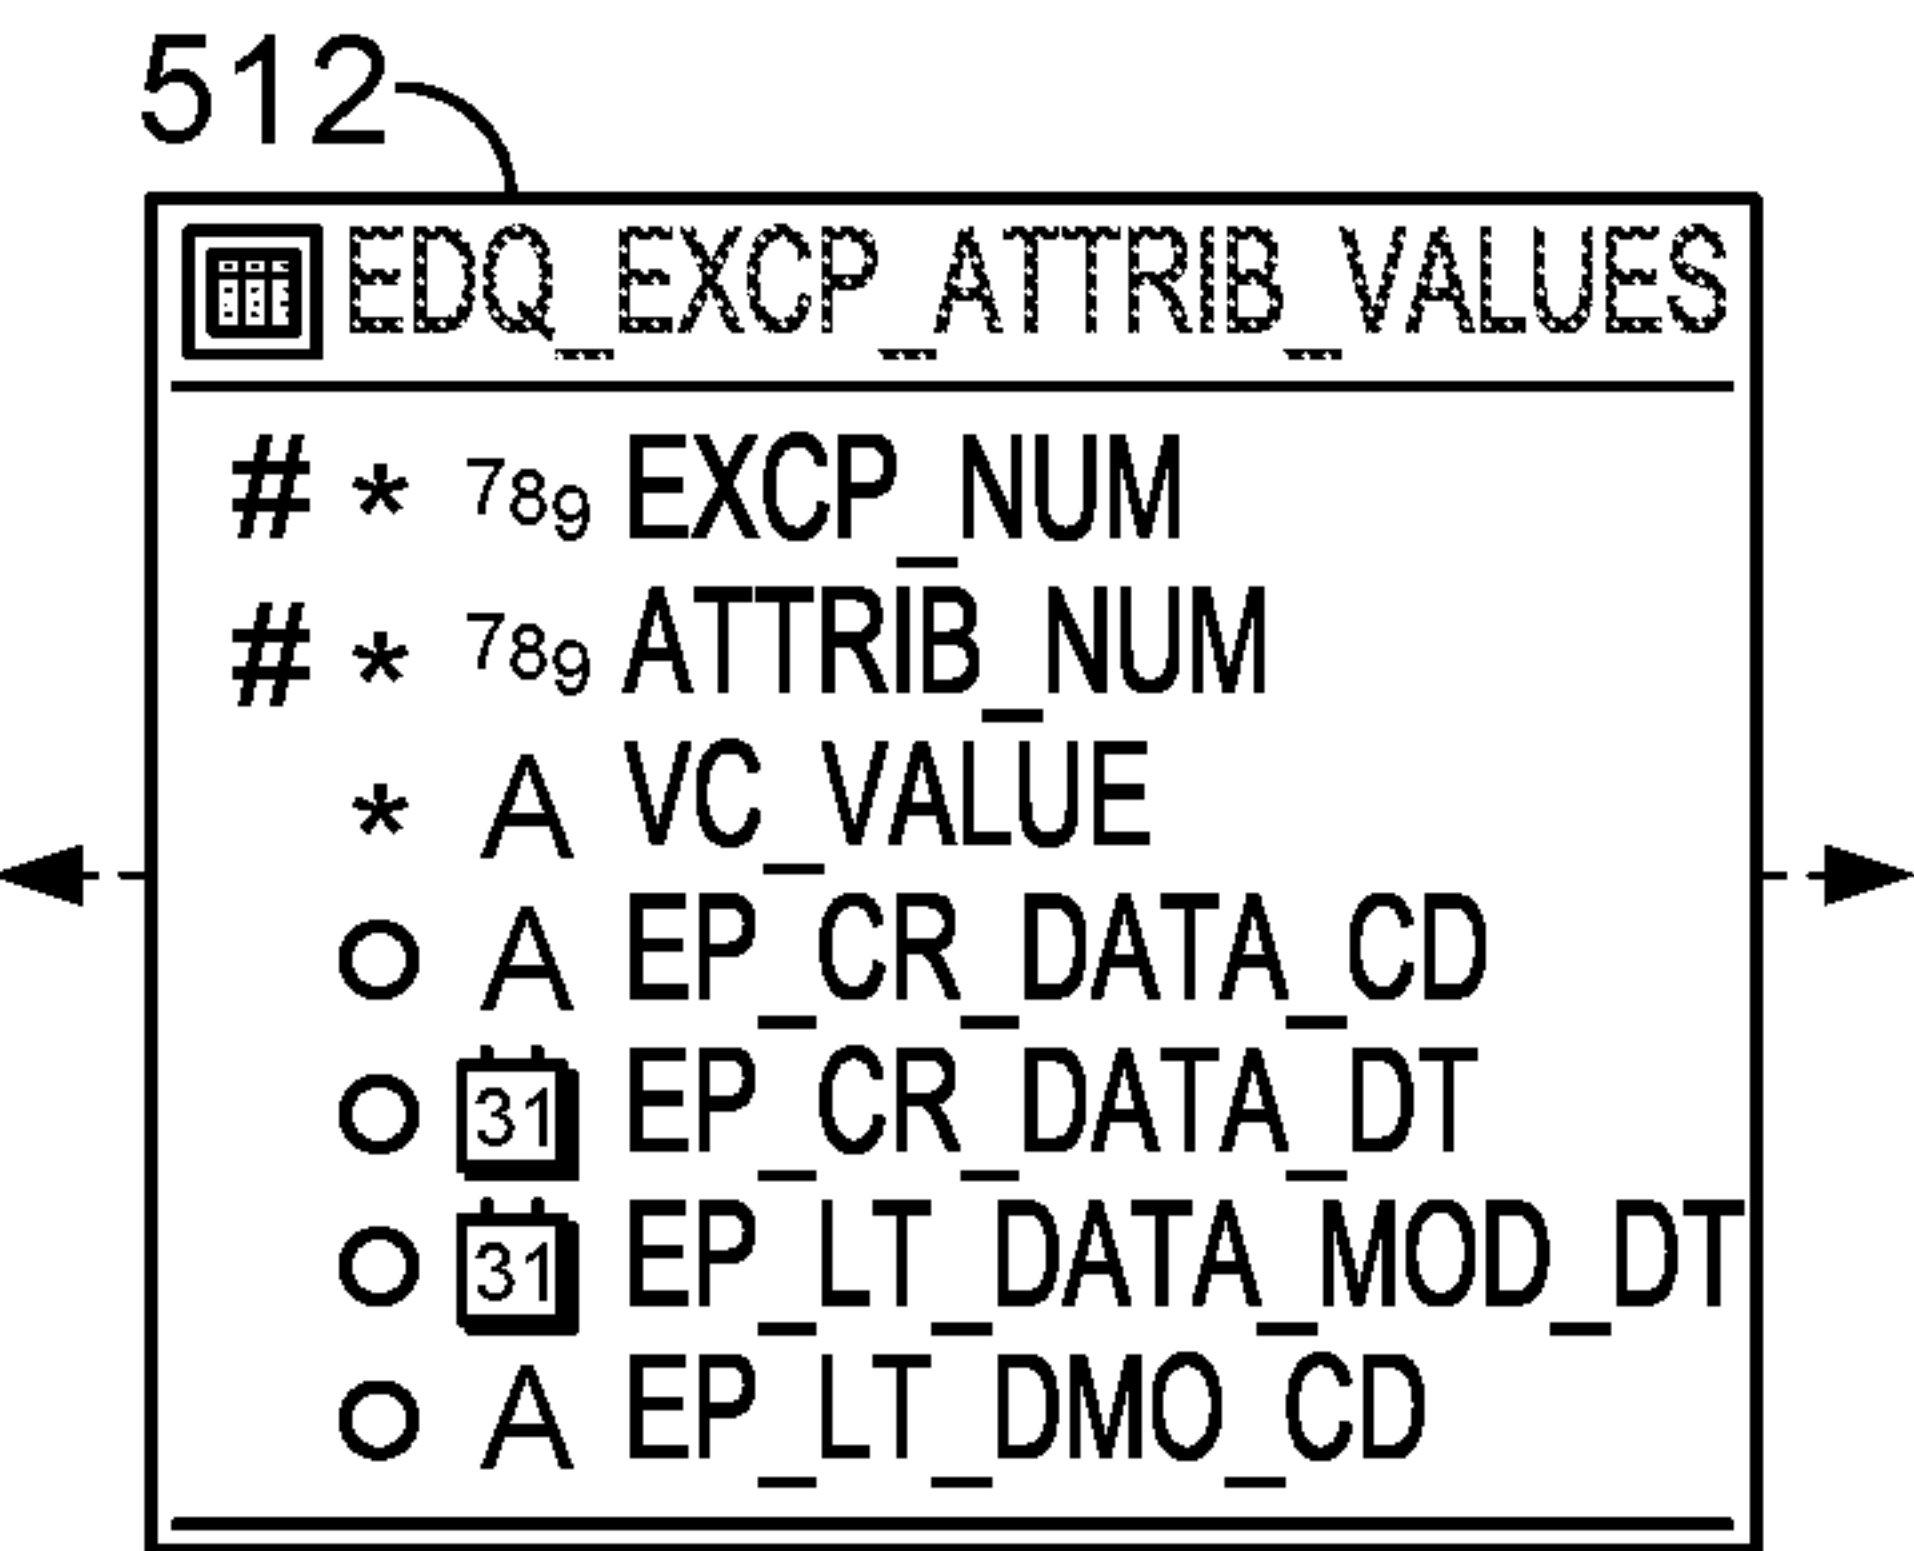 512
EDQ_EXCP_ATTRIB_VALUES
# * 789 EXCP_NUM
# * 789 ATTRIB_NUM
* A VC_VALUE
O A EP_CR_DATA_CD
O 31 EP_CR_DATA_DT
O 31 EP_LT_DATA_MOD_DT
O A EP_LT_DMO_CD